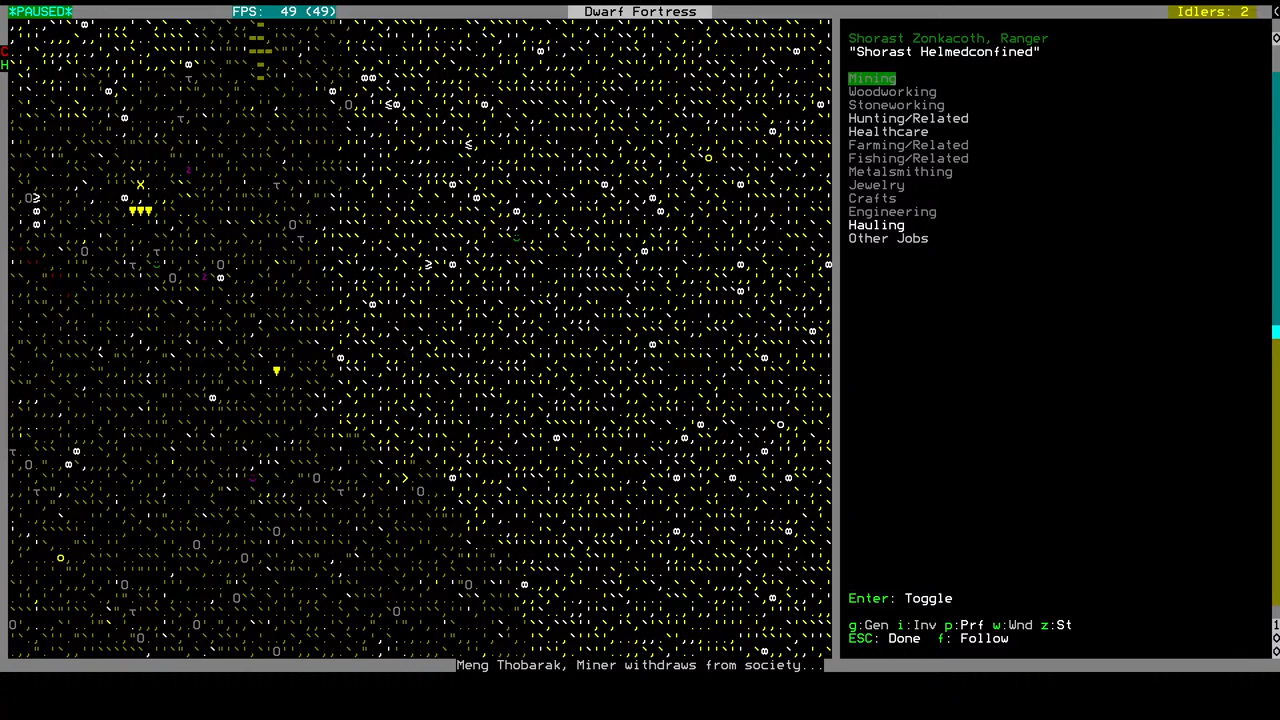 *PAUSED* FPS: 49 (49) Dwarf Fortress Idlers: 2
Shorast Zonkacoth, Ranger
"Shorast Helmedconfined"
Mining
Woodworking
Stoneworking
Hunting/Related
Healthcare
Farming/Related
Fishing/Related
Metalsmithing
Jewelry
Crafts
Engineering
Hauling
Other Jobs
Enter: Toggle
g:Gen i:Inv p:Prf w:Wnd z:St
ESC: Done f: Follow
Meng Thobarak, Miner withdraws from society...